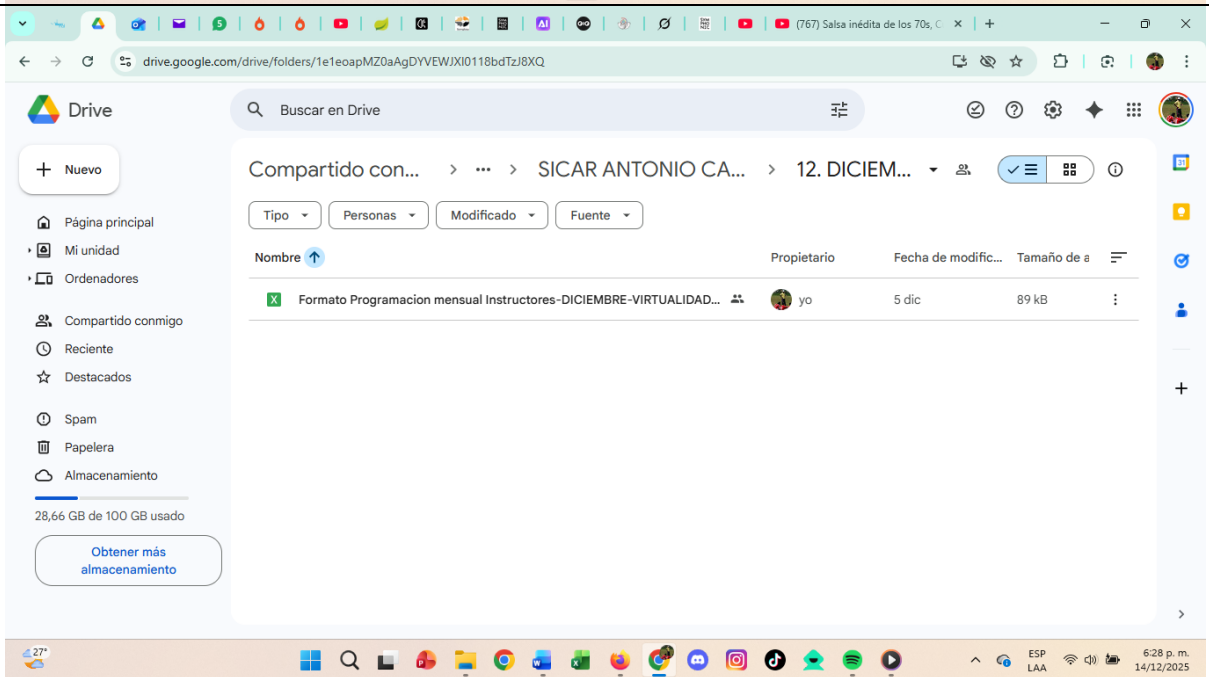 (767) Salsa inédita de los 70s, C
drive.google.com/drive/folders/1e1eoapMZ0aAgDYVEWJXI0118bdTzJ8XQ
Drive
Buscar en Drive
Nuevo
Compartido con... > ... > SICAR ANTONIO CA... > 12. DICIEM...
Tipo Personas Modificado Fuente
Página principal
Mi unidad
Ordenadores
Compartido conmigo
Reciente
Destacados
Spam
Papelera
Almacenamiento
28,66 GB de 100 GB usado
Obtener más
almacenamiento
Nombre Propietario Fecha de modific... Tamaño de a
Formato Programacion mensual Instructores-DICIEMBRE-VIRTUALIDAD... yo 5 dic 89 kB
31
27°
ESP
LAA
6:28 p. m.
14/12/2025